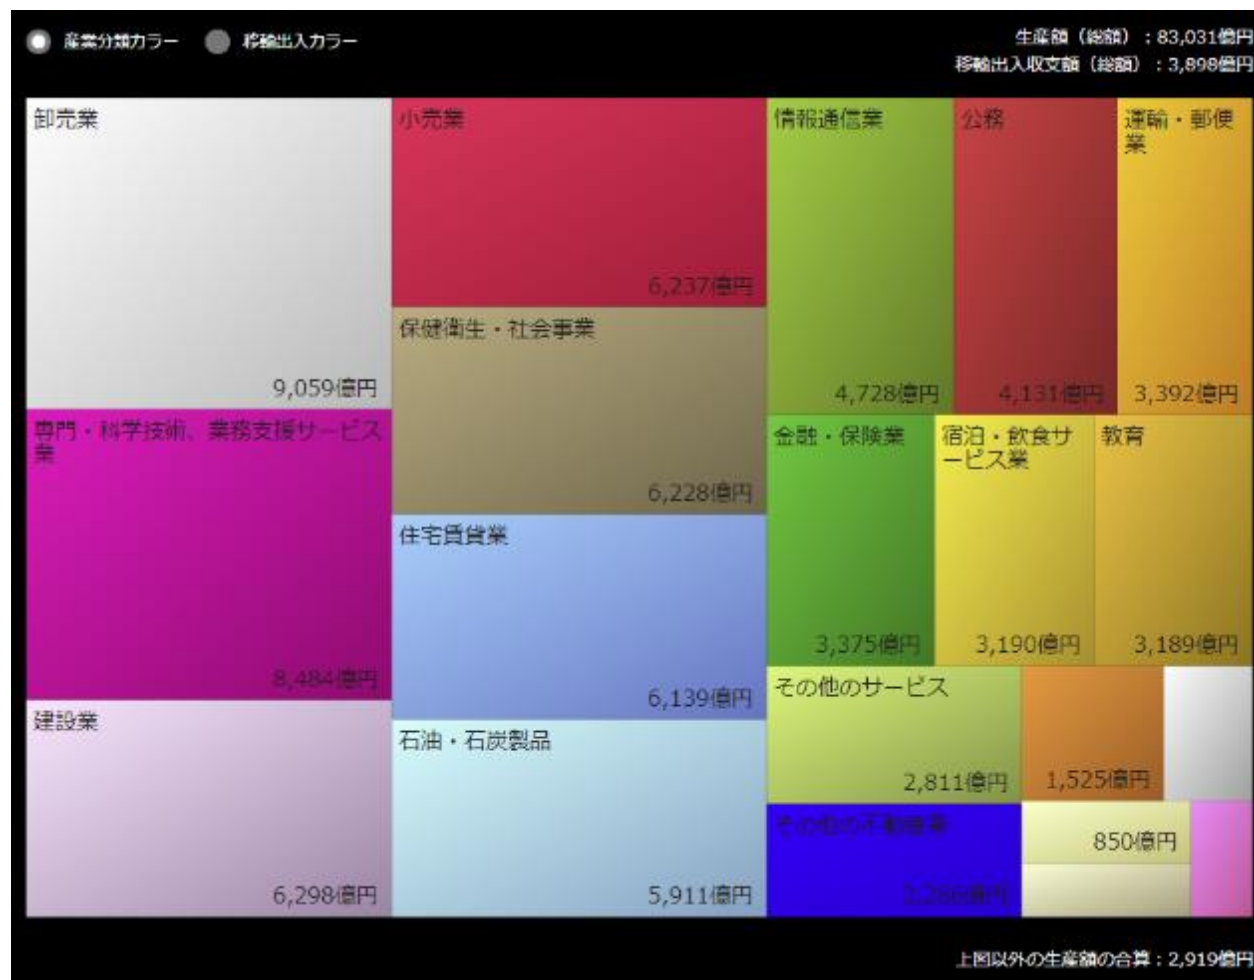 産業分類カラー 移輸出入カラー
生産額（総額）：83,031億円
移輸出入収支額（総額）：3,898億円
卸売業
9,059億円
専門・科学技術、業務支援サービス
業
8,484億円
建設業
6,298億円
小売業
6,237億円
保健衛生・社会事業
6,228億円
住宅賃貸業
6,139億円
石油・石炭製品
5,911億円
情報通信業
4,728億円
公務
4,131億円
運輸・郵便
業
3,392億円
金融・保険業
3,375億円
宿泊・飲食サ
ービス業
3,190億円
教育
3,189億円
その他のサービス
2,811億円
1,525億円
その他の不動産業
850億円
上図以外の生産額の合算：2,919億円